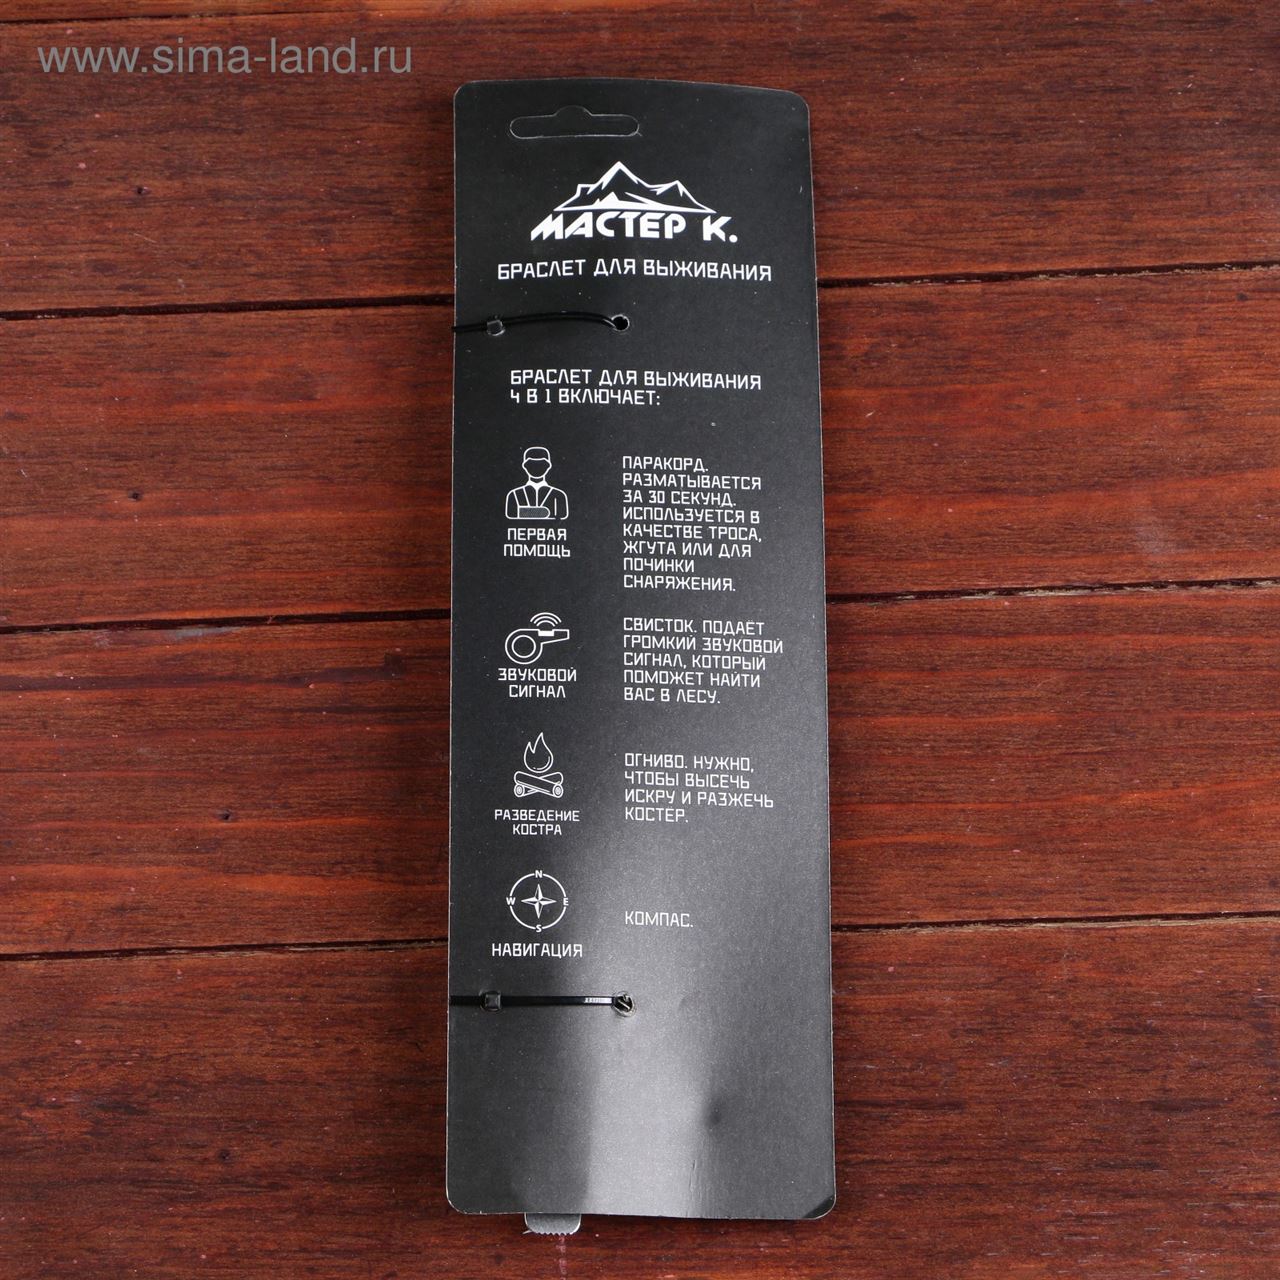 www.sima-land.ru
МАСТЕР К.
БРАСЛЕТ ДЛЯ ВЫЖИВАНИЯ
БРАСЛЕТ ДЛЯ ВЫЖИВАНИЯ
4 В 1 ВКЛЮЧАЕТ:
ПЕРВАЯ
ПОМОЩЬ
ПАРАКОРД.
РАЗМАТЫВАЕТСЯ
ЗА 30 СЕКУНД.
ИСПОЛЬЗУЕТСЯ В
КАЧЕСТВЕ ТРОСА,
ЖГУТА ИЛИ ДЛЯ
ПОЧИНКИ
СНАРЯЖЕНИЯ.
ЗВУКОВОЙ
СИГНАЛ
СВИСТОК. ПОДАЁТ
ГРОМКИЙ ЗВУКОВОЙ
СИГНАЛ, КОТОРЫЙ
ПОМОЖЕТ НАЙТИ
ВАС В ЛЕСУ.
РАЗВЕДЕНИЕ
КОСТРА
ОГНИВО. НУЖНО,
ЧТОБЫ ВЫСЕЧЬ
ИСКРУ И РАЗЖЕЧЬ
КОСТЁР.
N
W E
S
НАВИГАЦИЯ
КОМПАС.